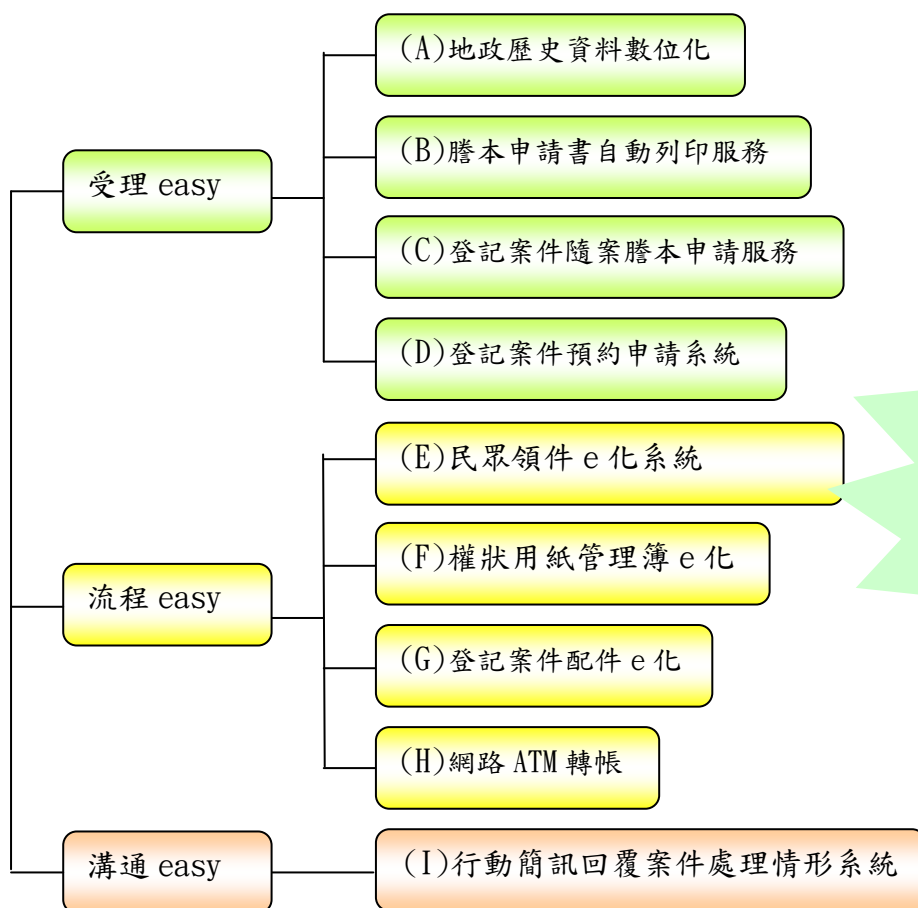 受理 easy
(A)地政歷史資料數位化
(B)謄本申請書自動列印服務
(C)登記案件隨案謄本申請服務
(D)登記案件預約申請系統
流程 easy
(E)民眾領件 e 化系統
(F)權狀用紙管理簿 e 化
(G)登記案件配件 e 化
(H)網路 ATM 轉帳
溝通 easy
(I)行動簡訊回覆案件處理情形系統